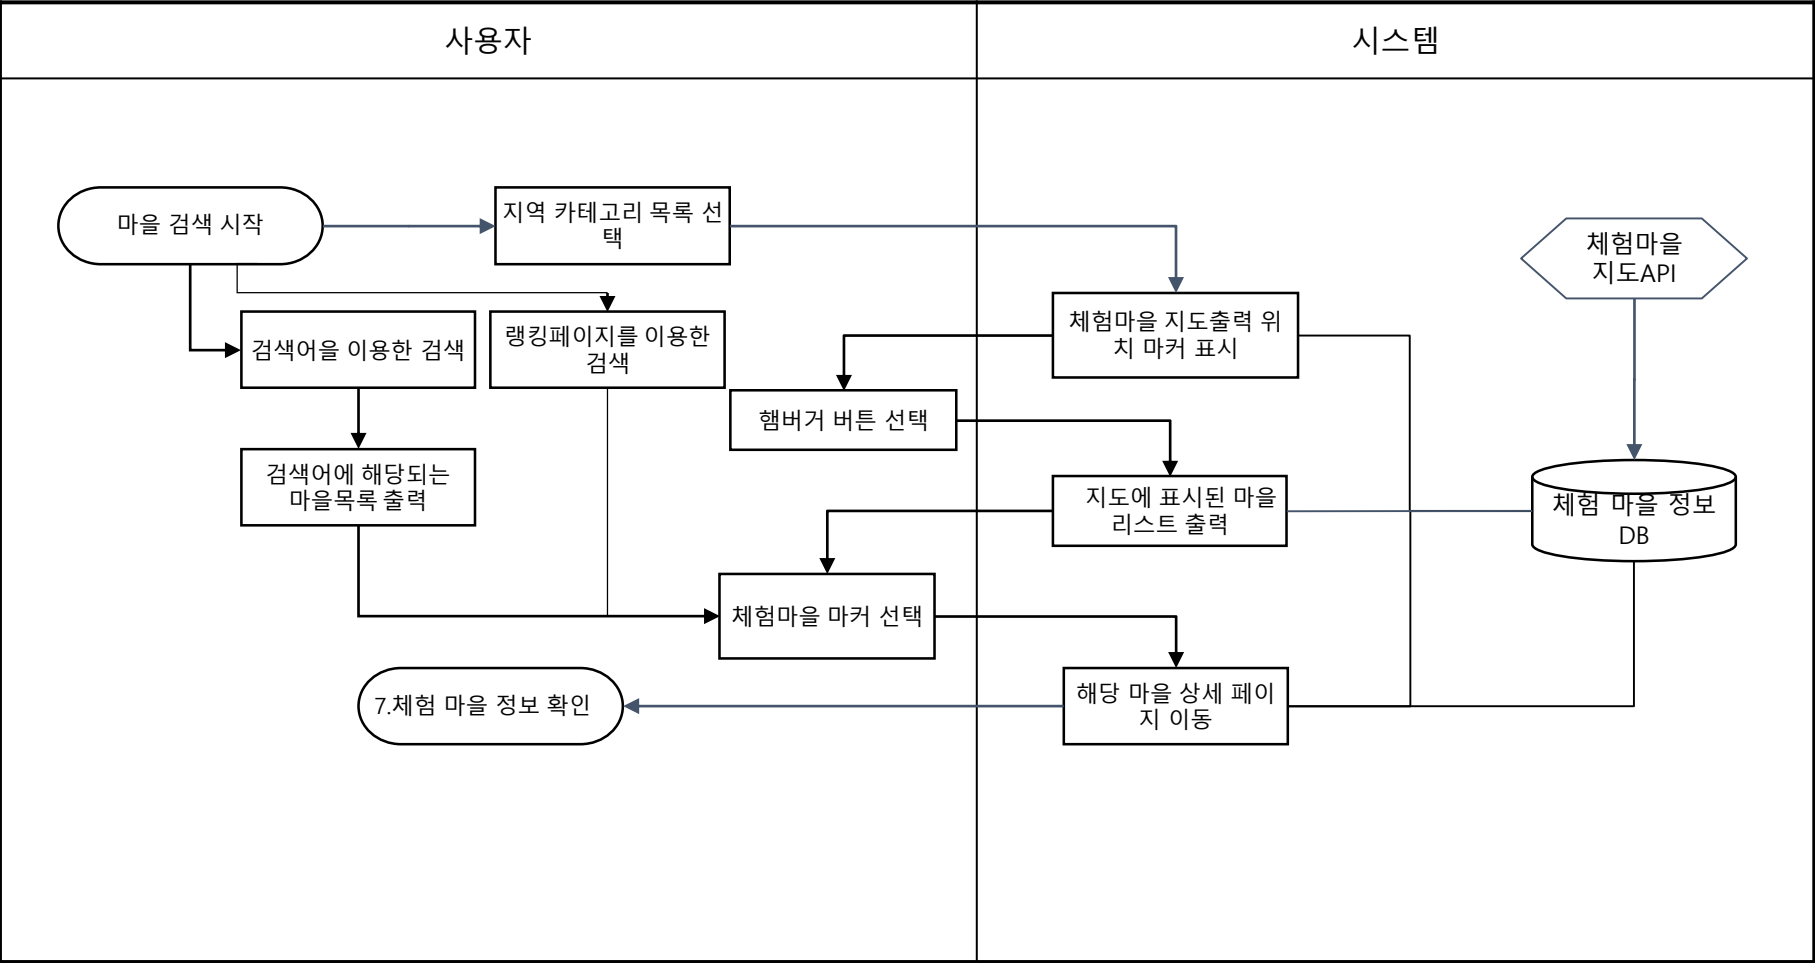 사용자
시스템
마을 검색 시작
지역 카테고리 목록 선
택
체험마을
지도API
검색어을 이용한 검색
랭킹페이지를 이용한
검색
체험마을 지도출력 위
치 마커 표시
햄버거 버튼 선택
검색어에 해당되는
마을목록 출력
지도에 표시된 마을
리스트 출력
체험 마을 정보
DB
체험마을 마커 선택
7.체험 마을 정보 확인
해당 마을 상세 페이
지 이동